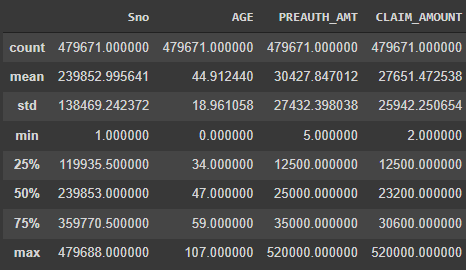 Sno AGE PREAUTH_AMT CLAIM_AMOUNT
count 479671.000000 479671.000000 479671.000000 479671.000000
mean 239852.995641 44.912440 30427.847012 27651.472538
std 138469.242372 18.961058 27432.398038 25942.250654
min 1.000000 0.000000 5.000000 2.000000
25% 119935.500000 34.000000 12500.000000 12500.000000
50% 239853.000000 47.000000 25000.000000 23200.000000
75% 359770.500000 59.000000 35000.000000 30600.000000
max 479688.000000 107.000000 520000.000000 520000.000000